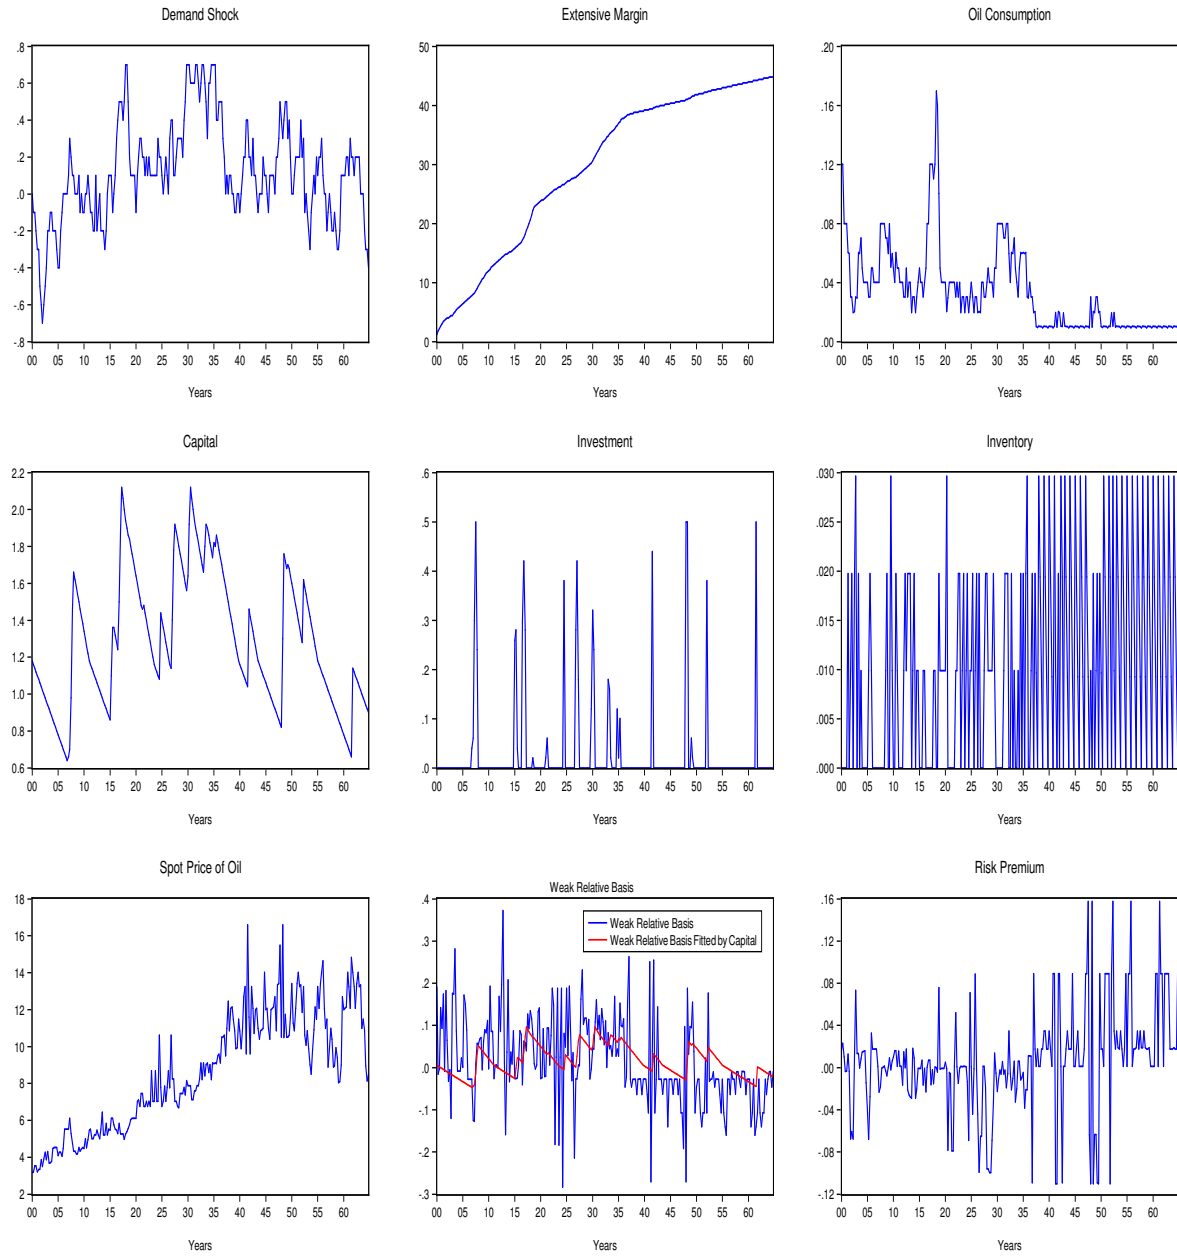 Demand Shock
.8
.6
.4
.2
.0
-.2
-.4
-.6
-.8
00 05 10 15 20 25 30 35 40 45 50 55 60
Years
Extensive Margin
50
40
30
20
10
0
00 05 10 15 20 25 30 35 40 45 50 55 60
Years
Oil Consumption
.20
.16
.12
.08
.04
.00
00 05 10 15 20 25 30 35 40 45 50 55 60
Years
Capital
2.2
2.0
1.8
1.6
1.4
1.2
1.0
0.8
0.6
00 05 10 15 20 25 30 35 40 45 50 55 60
Years
Investment
.6
.5
.4
.3
.2
.1
.0
00 05 10 15 20 25 30 35 40 45 50 55 60
Years
Inventory
.030
.025
.020
.015
.010
.005
.000
00 05 10 15 20 25 30 35 40 45 50 55 60
Years
Spot Price of Oil
18
16
14
12
10
8
6
4
2
00 05 10 15 20 25 30 35 40 45 50 55 60
Years
Weak Relative Basis
.4
.3
.2
.1
.0
-.1
-.2
-.3
Weak Relative Basis
Weak Relative Basis Fitted by Capital
00 05 10 15 20 25 30 35 40 45 50 55 60
Years
Risk Premium
.16
.12
.08
.04
.00
-.04
-.08
-.12
00 05 10 15 20 25 30 35 40 45 50 55 60
Years